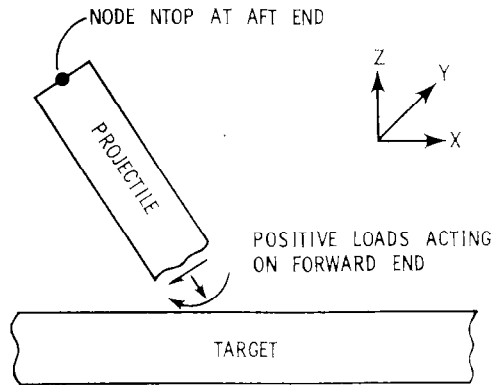 NODE NTOP AT AFT END
Z
Y
X
PROJECTILE
POSITIVE LOADS ACTING
ON FORWARD END
TARGET